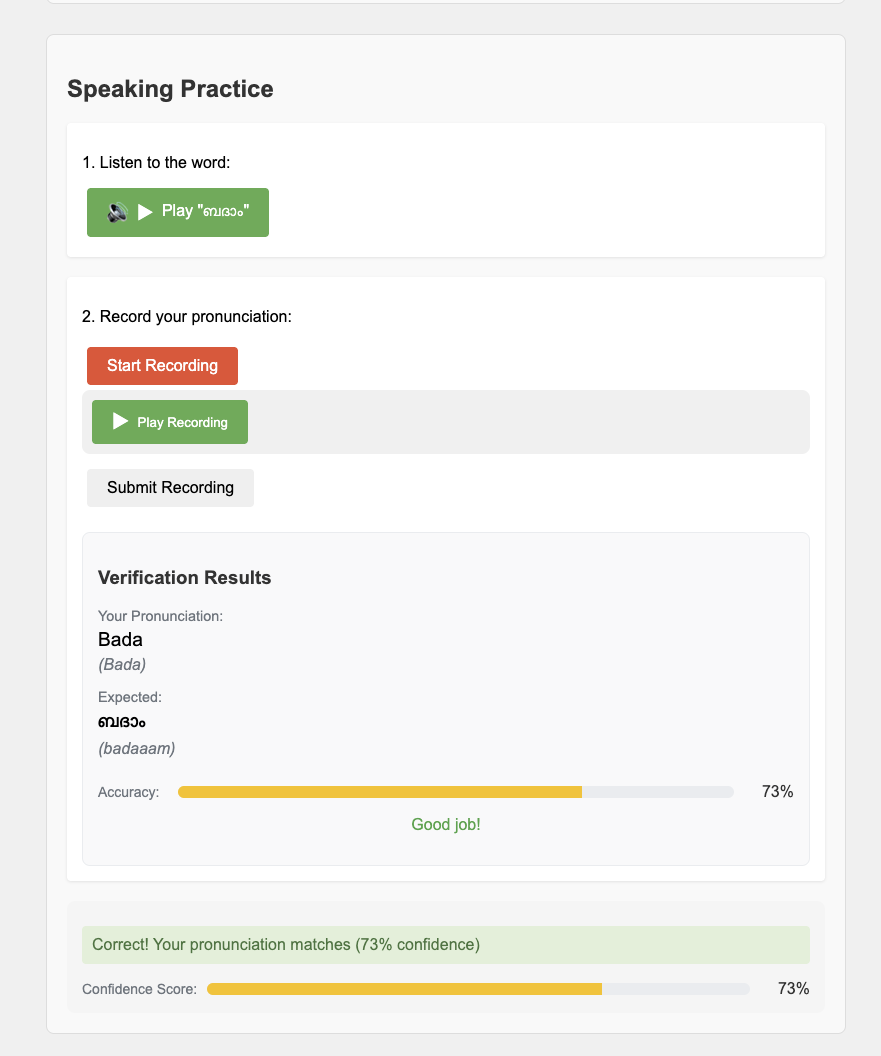 Speaking Practice
1. Listen to the word:
Play "ബദാം"
2. Record your pronunciation:
Start Recording
Play Recording
Submit Recording
Verification Results
Your Pronunciation:
Bada
(Bada)
Expected:
ബദാം
(badaaam)
Accuracy: 73%
Good job!
Correct! Your pronunciation matches (73% confidence)
Confidence Score: 73%